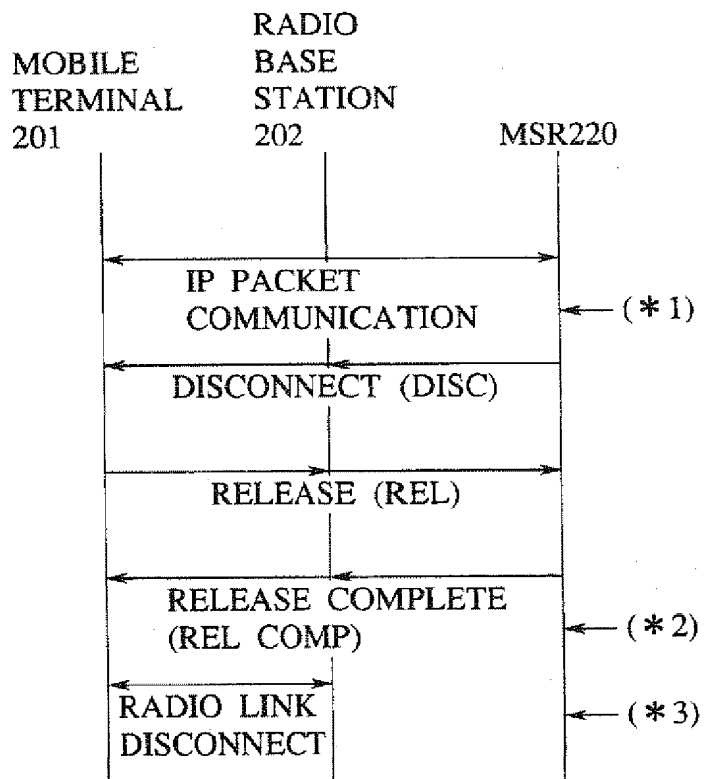 MOBILE
TERMINAL
201
RADIO
BASE
STATION
202
MSR220
IP PACKET
COMMUNICATION
(*1)
DISCONNECT (DISC)
RELEASE (REL)
RELEASE COMPLETE
(REL COMP)
(*2)
RADIO LINK
DISCONNECT
(*3)